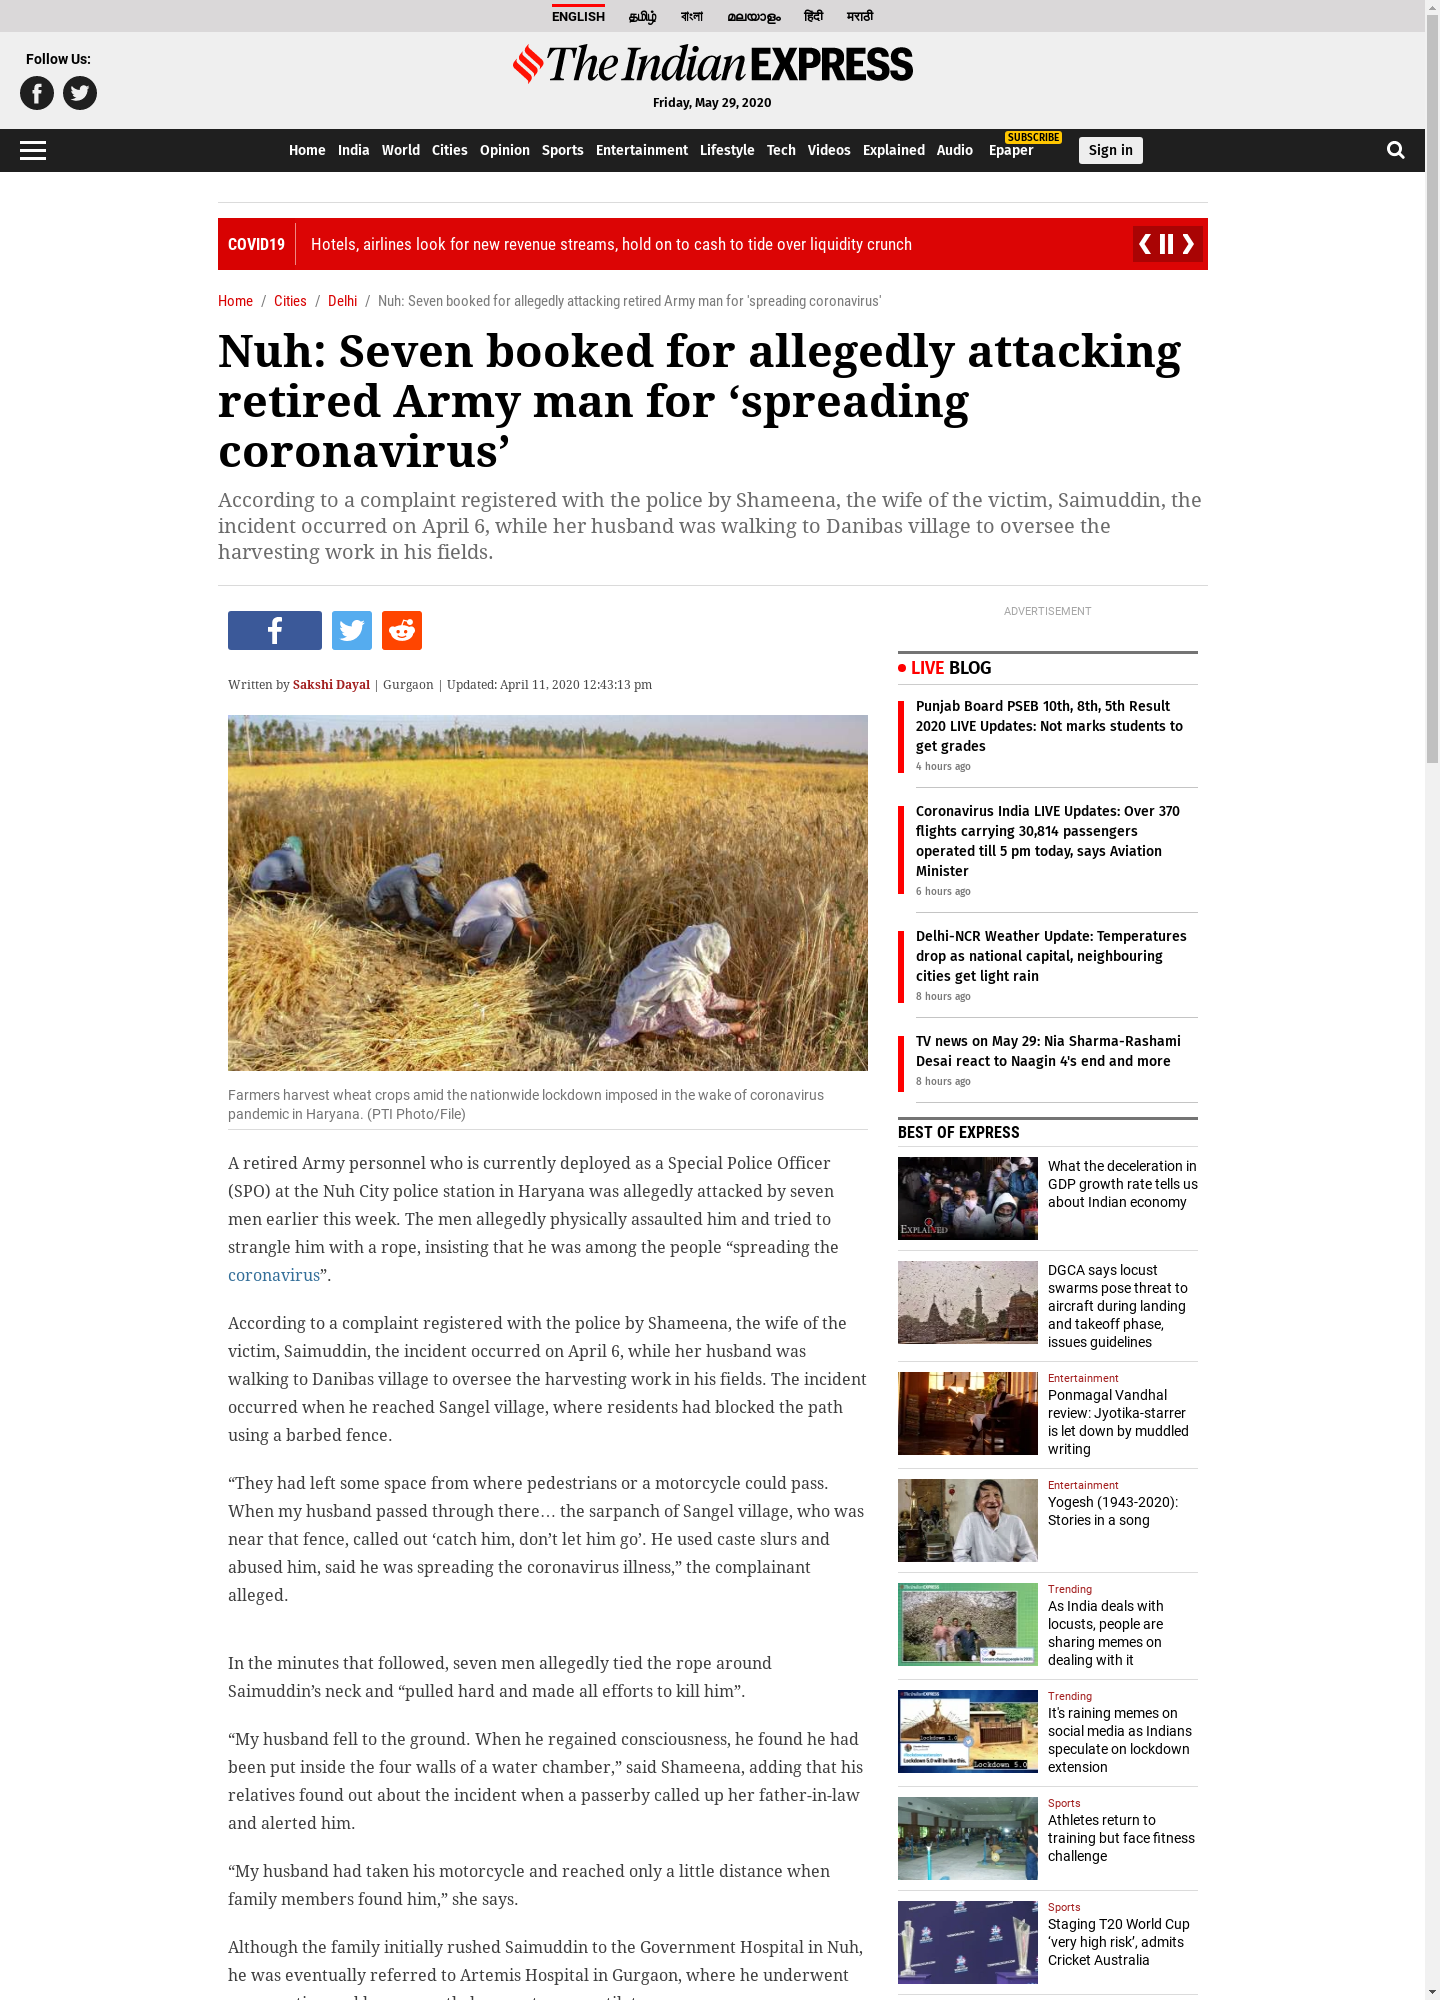 ENGLISH தமிழ் বাংলা മലയാളം हिंदी मराठी
Follow Us:
The Indian EXPRESS
Friday, May 29, 2020
SUBSCRIBE
Home India World Cities Opinion Sports Entertainment Lifestyle Tech Videos Explained Audio Epaper Sign in
COVID19 Hotels, airlines look for new revenue streams, hold on to cash to tide over liquidity crunch
Home / Cities / Delhi / Nuh: Seven booked for allegedly attacking retired Army man for 'spreading coronavirus'
Nuh: Seven booked for allegedly attacking
retired Army man for ‘spreading
coronavirus’
According to a complaint registered with the police by Shameena, the wife of the victim, Saimuddin, the
incident occurred on April 6, while her husband was walking to Danibas village to oversee the
harvesting work in his fields.
Written by Sakshi Dayal | Gurgaon | Updated: April 11, 2020 12:43:13 pm
Farmers harvest wheat crops amid the nationwide lockdown imposed in the wake of coronavirus
pandemic in Haryana. (PTI Photo/File)
A retired Army personnel who is currently deployed as a Special Police Officer
(SPO) at the Nuh City police station in Haryana was allegedly attacked by seven
men earlier this week. The men allegedly physically assaulted him and tried to
strangle him with a rope, insisting that he was among the people “spreading the
coronavirus”.
According to a complaint registered with the police by Shameena, the wife of the
victim, Saimuddin, the incident occurred on April 6, while her husband was
walking to Danibas village to oversee the harvesting work in his fields. The incident
occurred when he reached Sangel village, where residents had blocked the path
using a barbed fence.
“They had left some space from where pedestrians or a motorcycle could pass.
When my husband passed through there… the sarpanch of Sangel village, who was
near that fence, called out ‘catch him, don’t let him go’. He used caste slurs and
abused him, said he was spreading the coronavirus illness,” the complainant
alleged.
In the minutes that followed, seven men allegedly tied the rope around
Saimuddin’s neck and “pulled hard and made all efforts to kill him”.
“My husband fell to the ground. When he regained consciousness, he found he had
been put inside the four walls of a water chamber,” said Shameena, adding that his
relatives found out about the incident when a passerby called up her father-in-law
and alerted him.
“My husband had taken his motorcycle and reached only a little distance when
family members found him,” she says.
Although the family initially rushed Saimuddin to the Government Hospital in Nuh,
he was eventually referred to Artemis Hospital in Gurgaon, where he underwent
ADVERTISEMENT
LIVE BLOG
Punjab Board PSEB 10th, 8th, 5th Result
2020 LIVE Updates: Not marks students to
get grades
4 hours ago
Coronavirus India LIVE Updates: Over 370
flights carrying 30,814 passengers
operated till 5 pm today, says Aviation
Minister
6 hours ago
Delhi-NCR Weather Update: Temperatures
drop as national capital, neighbouring
cities get light rain
8 hours ago
TV news on May 29: Nia Sharma-Rashami
Desai react to Naagin 4's end and more
8 hours ago
BEST OF EXPRESS
EXPLAINED
What the deceleration in
GDP growth rate tells us
about Indian economy
DGCA says locust
swarms pose threat to
aircraft during landing
and takeoff phase,
issues guidelines
Entertainment
Ponmagal Vandhal
review: Jyotika-starrer
is let down by muddled
writing
Entertainment
Yogesh (1943-2020):
Stories in a song
Trending
As India deals with
locusts, people are
sharing memes on
dealing with it
Lockdown 1.0
Lockdown 5.0 will be like this.
Lockdown 5.0
Trending
It's raining memes on
social media as Indians
speculate on lockdown
extension
Sports
Athletes return to
training but face fitness
challenge
Sports
Staging T20 World Cup
‘very high risk’, admits
Cricket Australia